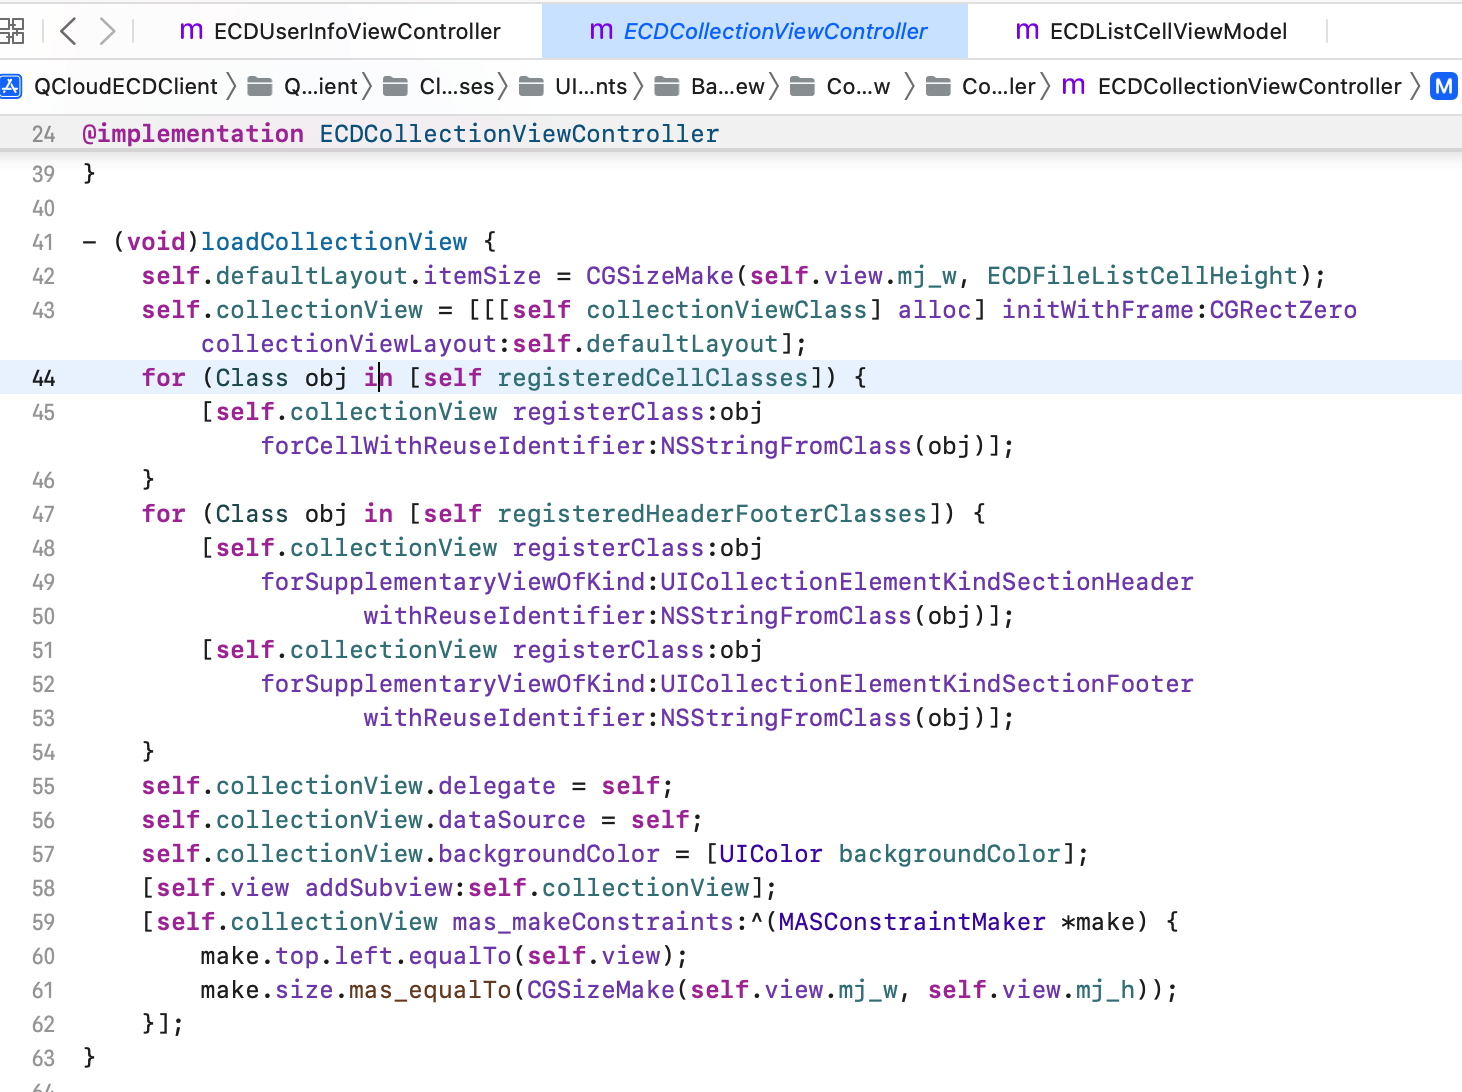 m ECDUserInfoViewController m ECDCollectionViewController m ECDListCellViewModel
QCloudECDClient Q...ient Cl...ses UI...nts Ba...ew Co...w Co...ler m ECDCollectionViewController M
24 @implementation ECDCollectionViewController
39 }
40
41 - (void)loadCollectionView {
42 self.defaultLayout.itemSize = CGSizeMake(self.view.mj_w, ECDFileListCellHeight);
43 self.collectionView = [[[self collectionViewClass] alloc] initWithFrame:CGRectZero
collectionViewLayout:self.defaultLayout];
44 for (Class obj in [self registeredCellClasses]) {
45 [self.collectionView registerClass:obj
forCellWithReuseIdentifier:NSStringFromClass(obj)];
46 }
47 for (Class obj in [self registeredHeaderFooterClasses]) {
48 [self.collectionView registerClass:obj
49 forSupplementaryViewOfKind:UICollectionElementKindSectionHeader
50 withReuseIdentifier:NSStringFromClass(obj)];
51 [self.collectionView registerClass:obj
52 forSupplementaryViewOfKind:UICollectionElementKindSectionFooter
53 withReuseIdentifier:NSStringFromClass(obj)];
54 }
55 self.collectionView.delegate = self;
56 self.collectionView.dataSource = self;
57 self.collectionView.backgroundColor = [UIColor backgroundColor];
58 [self.view addSubview:self.collectionView];
59 [self.collectionView mas_makeConstraints:^(MASConstraintMaker *make) {
60 make.top.left.equalTo(self.view);
61 make.size.mas_equalTo(CGSizeMake(self.view.mj_w, self.view.mj_h));
62 }];
63 }
64